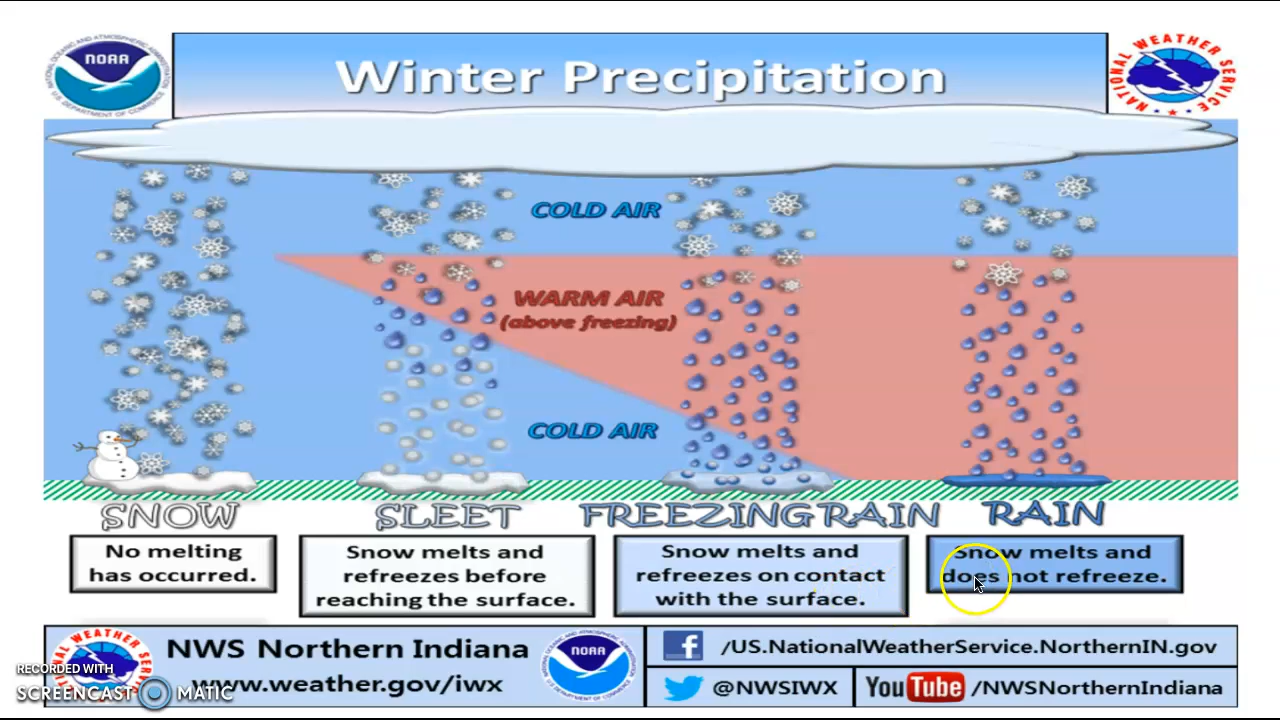 NOAA
Winter Precipitation
NATIONAL WEATHER SERVICE
COLD AIR
WARM AIR
(above freezing)
COLD AIR
SNOW
SLEET
FREEZING RAIN
RAIN
No melting
has occurred.
Snow melts and
refreezes before
reaching the surface.
Snow melts and
refreezes on contact
with the surface.
Snow melts and
does not refreeze.
NWS Northern Indiana
www.weather.gov/iwx
NOAA
/US.NationalWeatherService.NorthernIN.gov
@NWSIWX
YouTube /NWSNorthernIndiana
RECORDED WITH
SCREENCAST MATIC